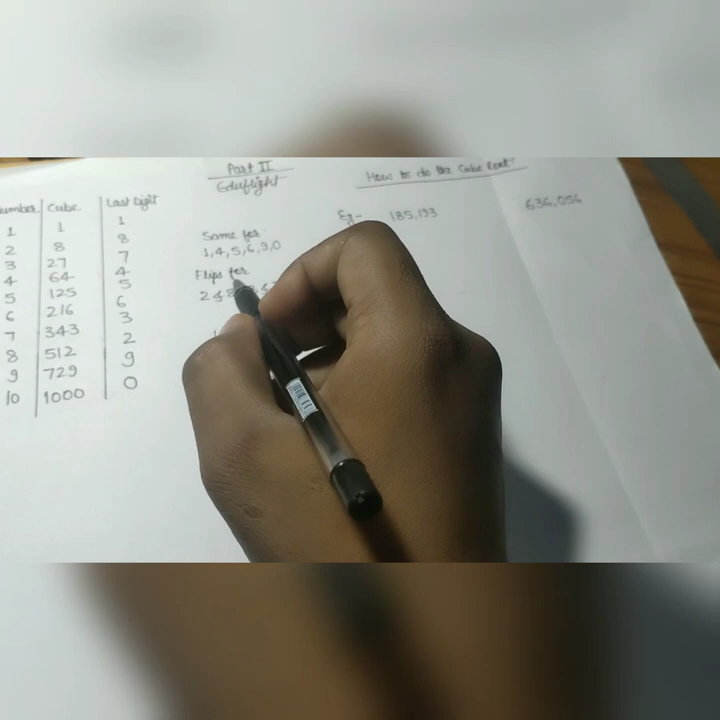 Part II
Eduflight
How to do the Cube Root
Number Cube Last Digit
1 1 1
2 8 8
3 27 7
4 64 4
5 125 5
6 216 6
7 343 3
8 512 2
9 729 9
10 1000 0
Same for
1,4,5,6,9,0
Flips for
2 & 8
Eg- 185,193
636,056